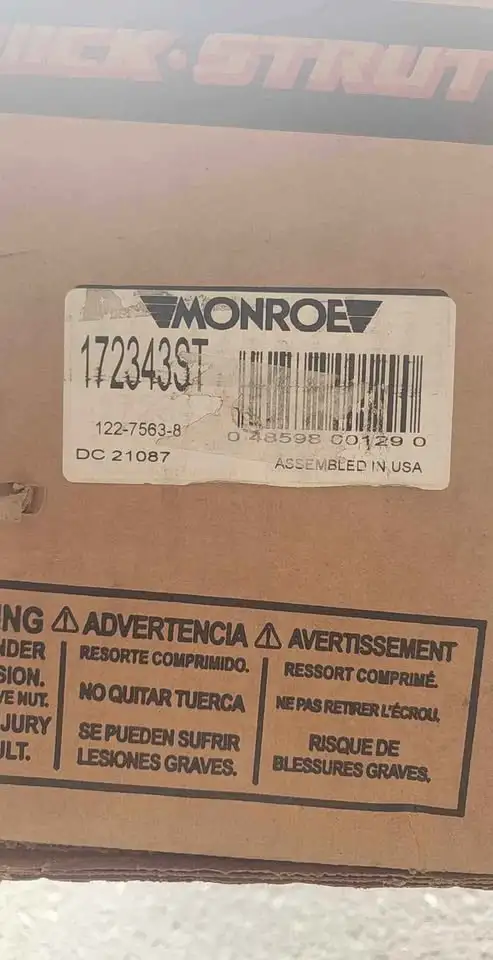 ICK-STRUT
MONROE
172343ST
122-7563-8
0 48598 00129 0
DC 21087
ASSEMBLED IN USA
NG ⚠ ADVERTENCIA ⚠ AVERTISSEMENT
NDER
SION.
VE NUT.
JURY
ULT.
RESORTE COMPRIMIDO.
NO QUITAR TUERCA
SE PUEDEN SUFRIR
LESIONES GRAVES.
RESSORT COMPRIMÉ.
NE PAS RETIRER L'ÉCROU.
RISQUE DE
BLESSURES GRAVES.